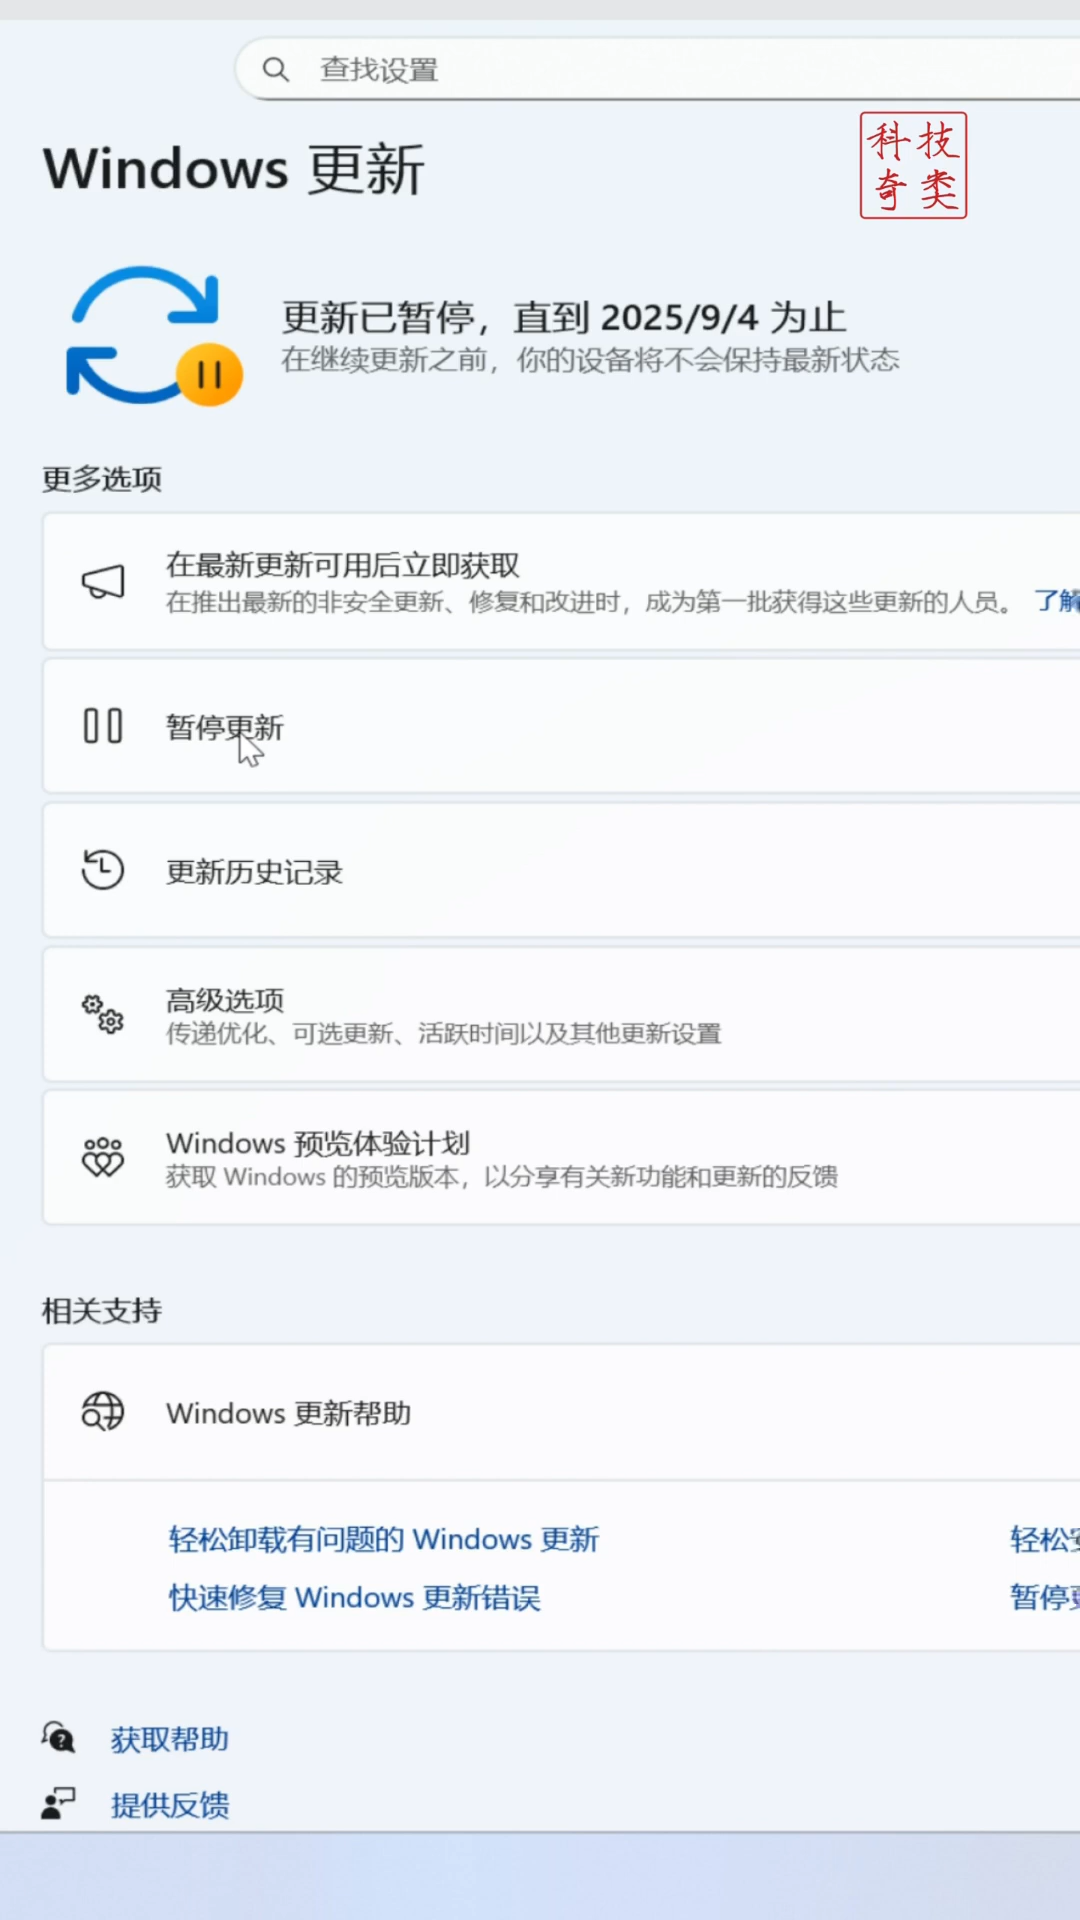 查找设置
Windows 更新
科技
奇类
更新已暂停，直到 2025/9/4 为止
在继续更新之前，你的设备将不会保持最新状态
更多选项
在最新更新可用后立即获取
在推出最新的非安全更新、修复和改进时，成为第一批获得这些更新的人员。 了解
暂停更新
更新历史记录
高级选项
传递优化、可选更新、活跃时间以及其他更新设置
Windows 预览体验计划
获取 Windows 的预览版本，以分享有关新功能和更新的反馈
相关支持
Windows 更新帮助
轻松卸载有问题的 Windows 更新 轻松安
快速修复 Windows 更新错误 暂停更
获取帮助
提供反馈